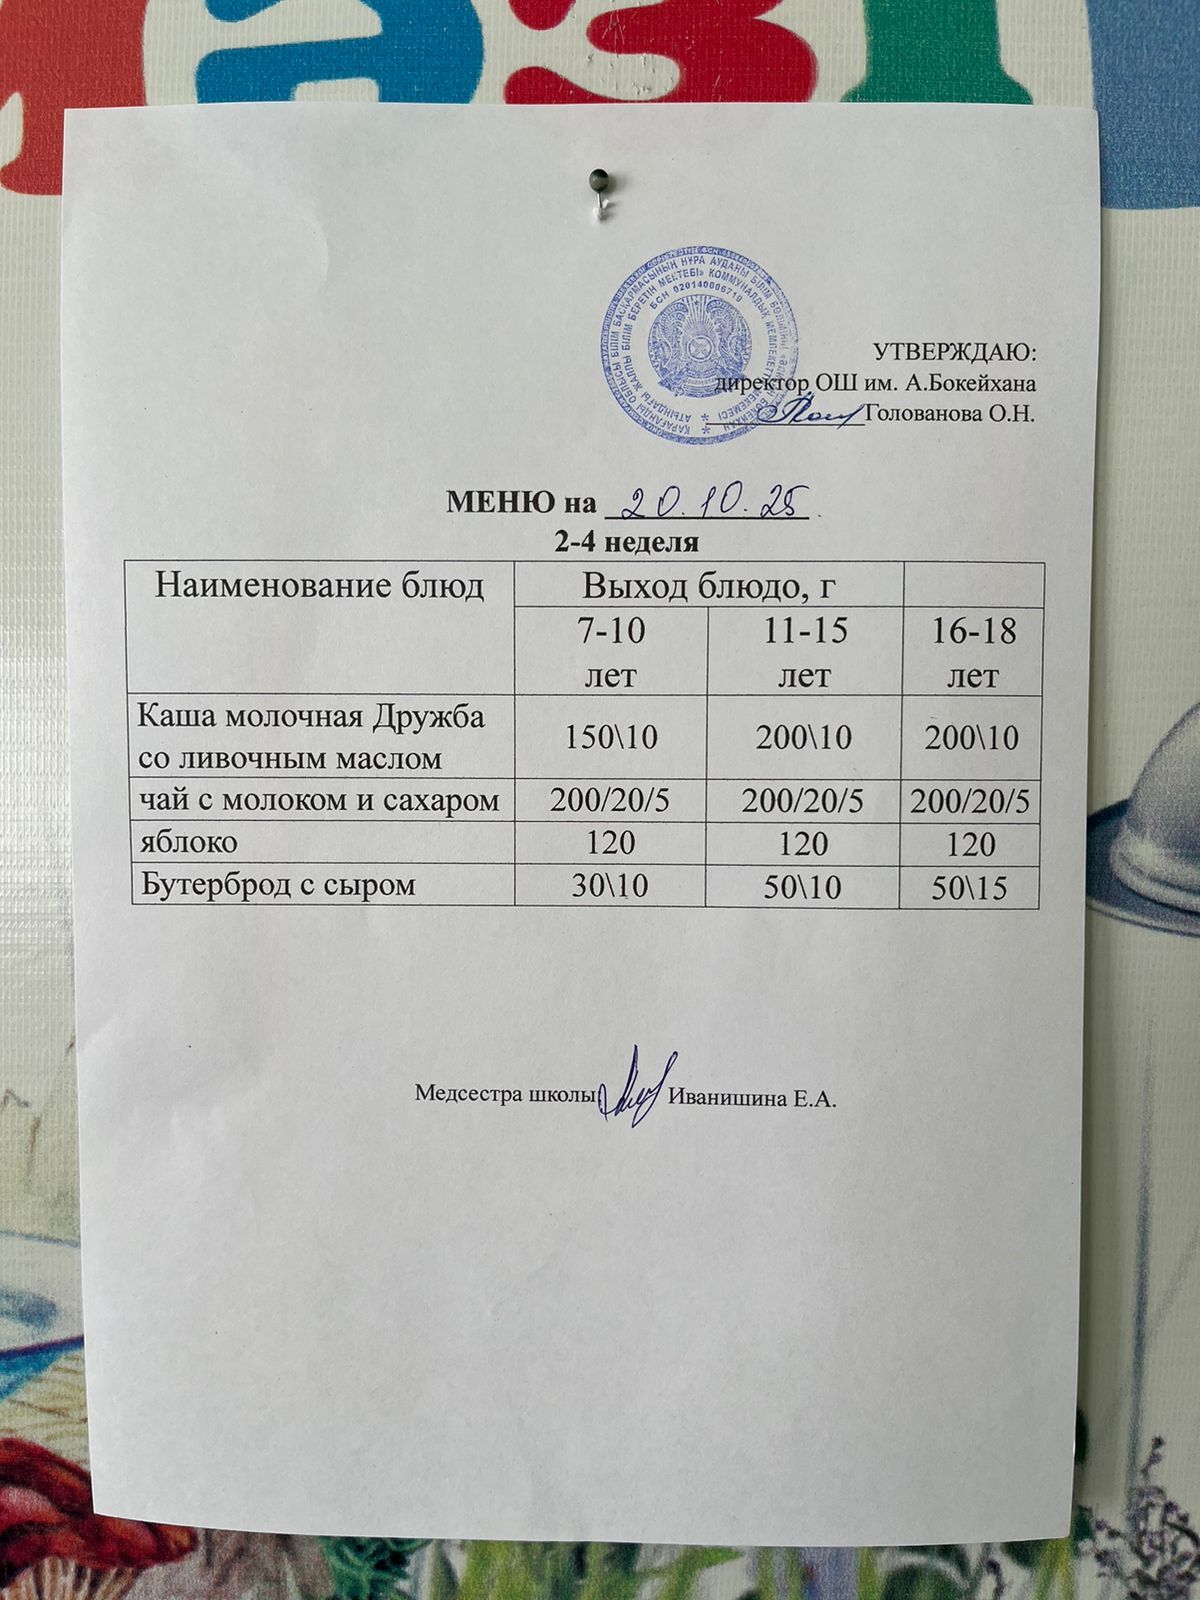 УТВЕРЖДАЮ:
директор ОШ им. А.Бокейхана
Голованова О.Н.
МЕНЮ на 20.10.25
2-4 неделя
Наименование блюд Выход блюдо, г
7-10 лет 11-15 лет 16-18 лет
Каша молочная Дружба
со ливочным маслом 150\10 200\10 200\10
чай с молоком и сахаром 200/20/5 200/20/5 200/20/5
яблоко 120 120 120
Бутерброд с сыром 30\10 50\10 50\15
Медсестра школы: Иванишина Е.А.